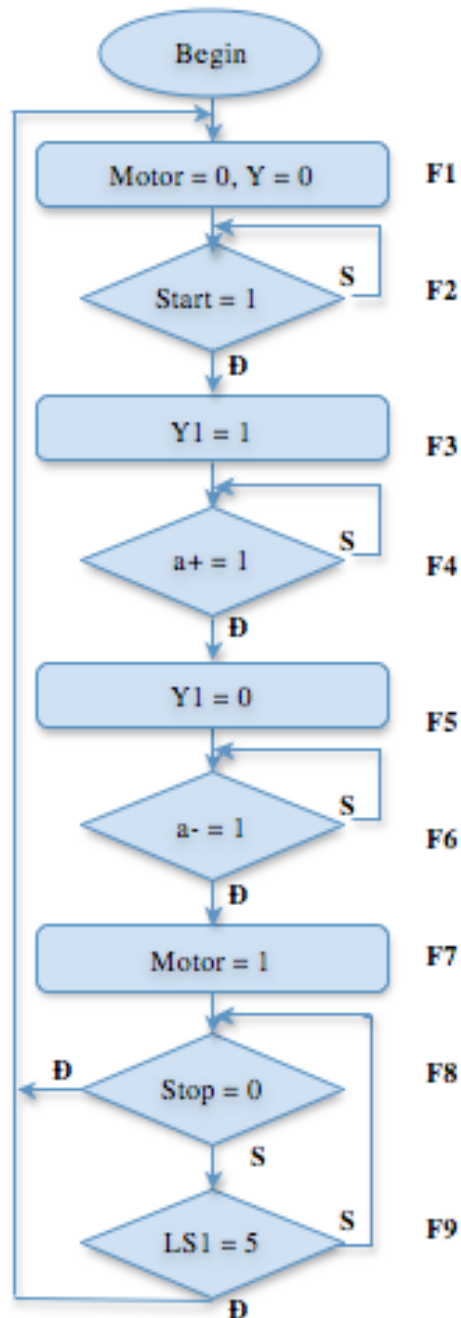 Begin
Motor = 0, Y = 0
F1
S
Start = 1
F2
Đ
Y1 = 1
F3
S
a+ = 1
F4
Đ
Y1 = 0
F5
S
a- = 1
F6
Đ
Motor = 1
F7
Đ
Stop = 0
F8
S
S
LS1 = 5
F9
Đ